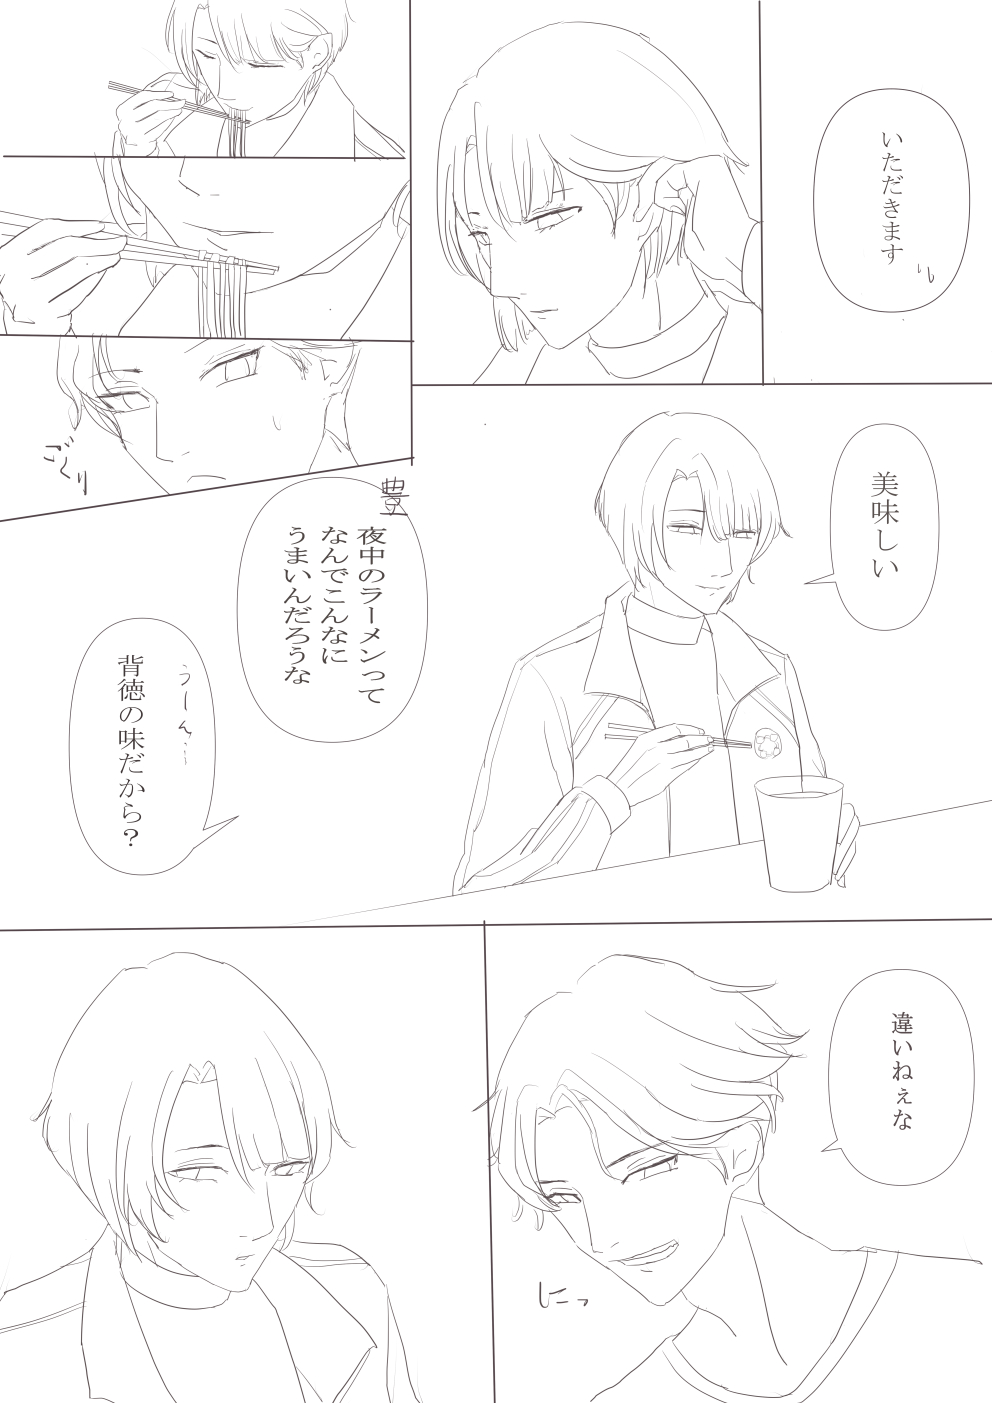 いただきます
ごくり
美味しい
豊
夜中のラーメンって
なんでこんなに
うまいんだろうな
うーん…
背徳の味だから？
違いねぇな
にっ